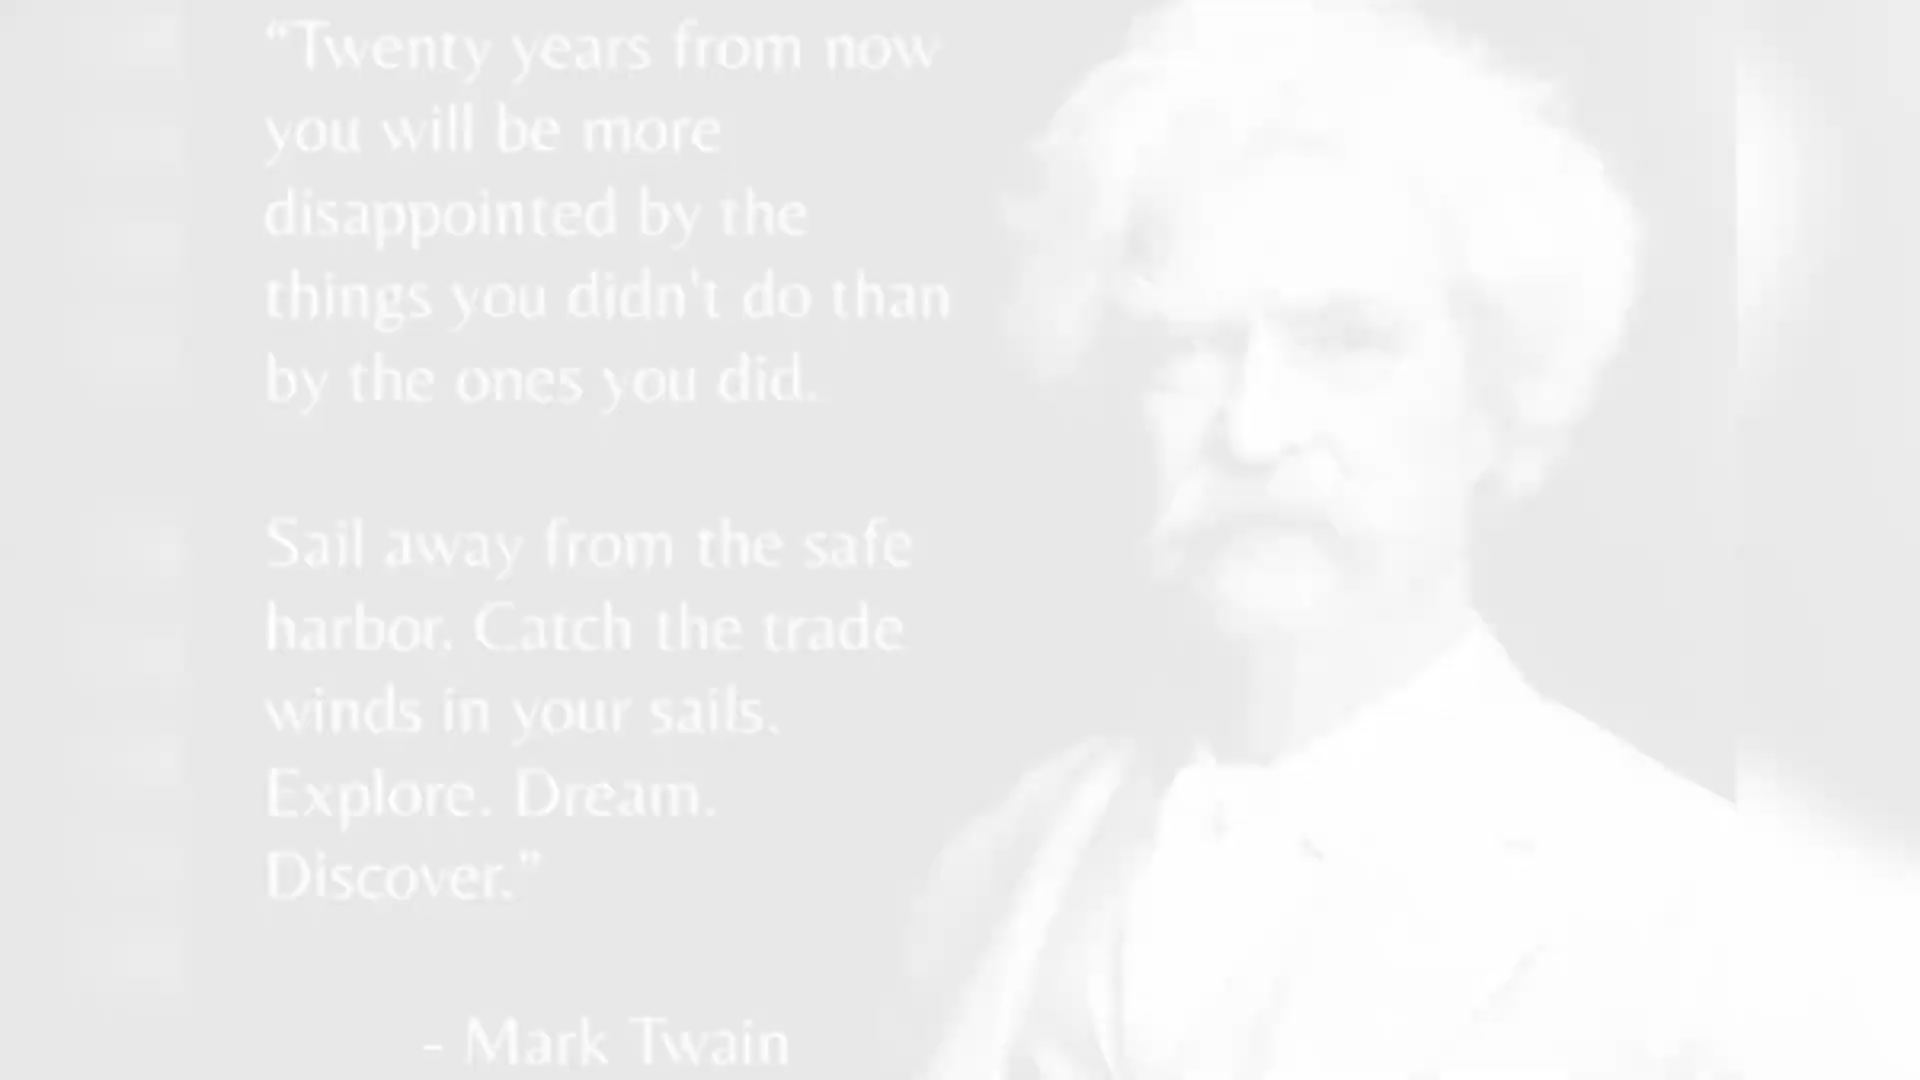 “Twenty years from now
you will be more
disappointed by the
things you didn't do than
by the ones you did.
Sail away from the safe
harbor. Catch the trade
winds in your sails.
Explore. Dream.
Discover.”
- Mark Twain